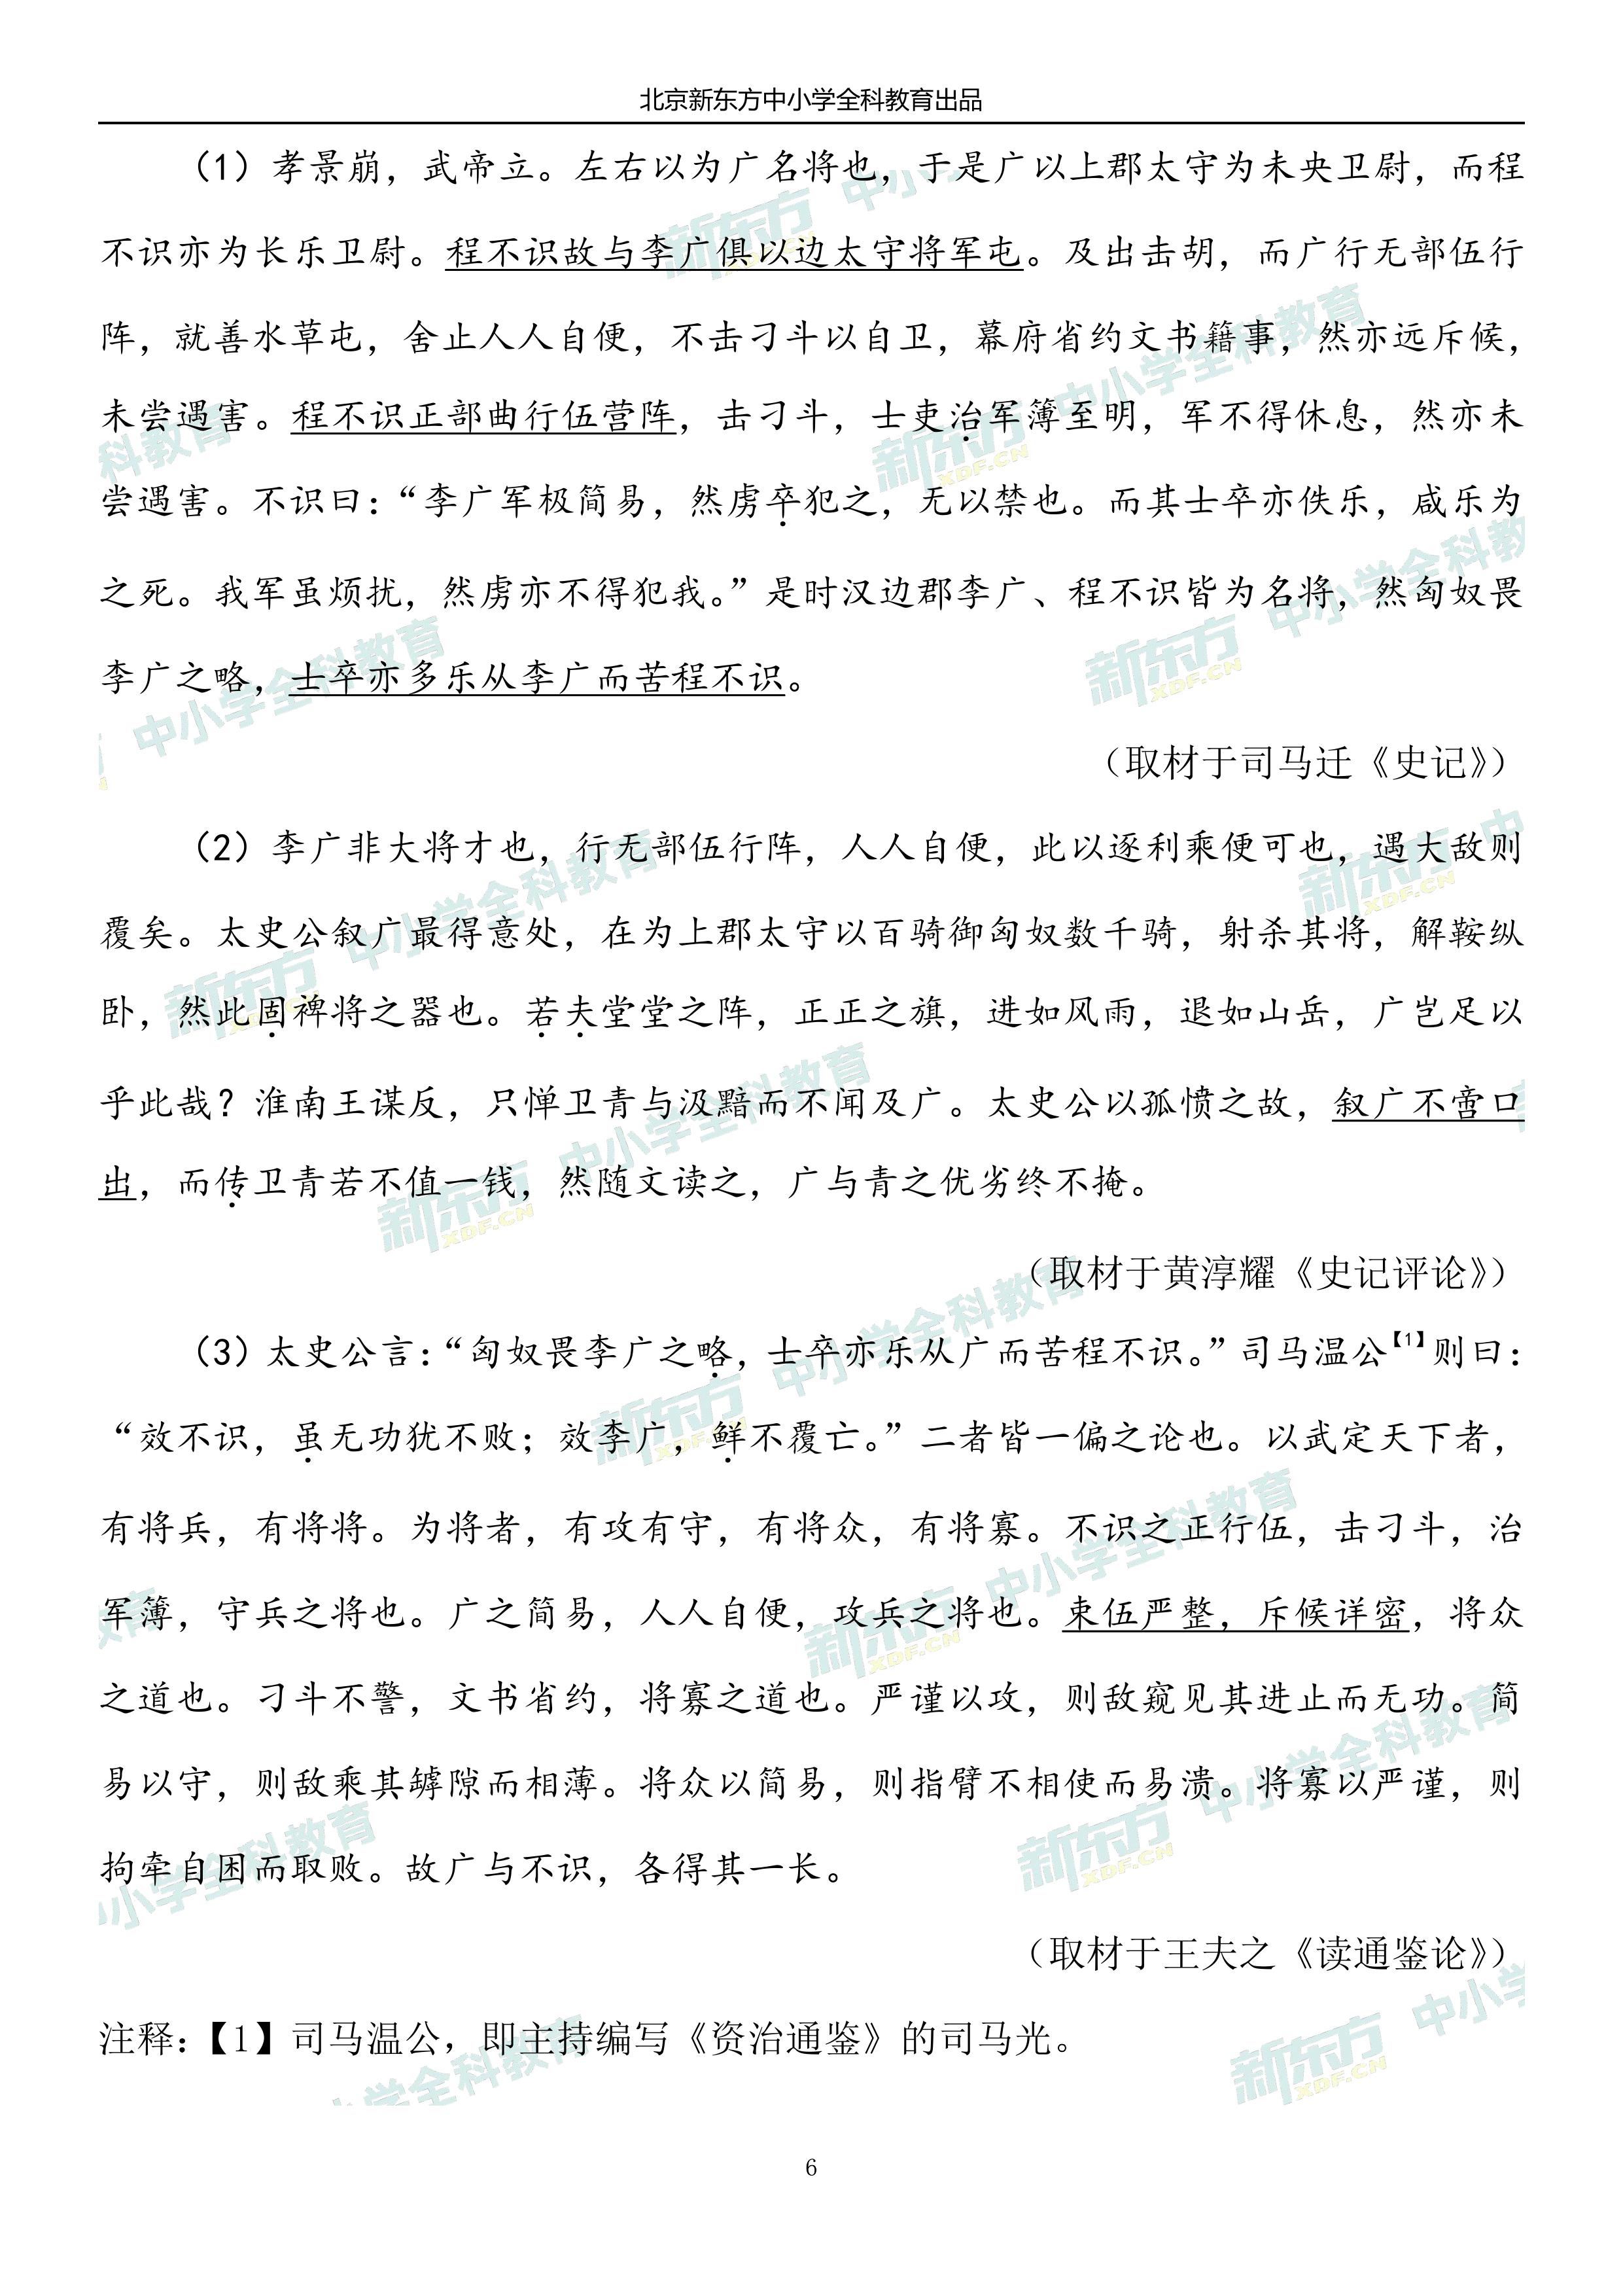 北京新东方中小学全科教育出品
（1）孝景崩，武帝立。左右以为广名将也，于是广以上郡太守为未央卫尉，而程
不识亦为长乐卫尉。程不识故与李广俱以边太守将军屯。及出击胡，而广行无部伍行
阵，就善水草屯，舍止人人自便，不击刁斗以自卫，幕府省约文书籍事，然亦远斥候，
未尝遇害。程不识正部曲行伍营阵，击刁斗，士吏治军簿至明，军不得休息，然亦未
尝遇害。不识曰：“李广军极简易，然虏卒犯之，无以禁也。而其士卒亦佚乐，咸乐为
之死。我军虽烦扰，然虏亦不得犯我。”是时汉边郡李广、程不识皆为名将，然匈奴畏
李广之略，士卒亦多乐从李广而苦程不识。
（取材于司马迁《史记》）
（2）李广非大将才也，行无部伍行阵，人人自便，此以逐利乘便可也，遇大敌则
覆矣。太史公叙广最得意处，在为上郡太守以百骑御匈奴数千骑，射杀其将，解鞍纵
卧，然此固裨将之器也。若夫堂堂之阵，正正之旗，进如风雨，退如山岳，广岂足以
乎此哉？淮南王谋反，只惮卫青与汲黯而不闻及广。太史公以孤愤之故，叙广不啻口
出，而传卫青若不值一钱，然随文读之，广与青之优劣终不掩。
（取材于黄淳耀《史记评论》）
（3）太史公言：“匈奴畏李广之略，士卒亦乐从广而苦程不识。”司马温公【1】则曰：
“效不识，虽无功犹不败；效李广，鲜不覆亡。”二者皆一偏之论也。以武定天下者，
有将兵，有将将。为将者，有攻有守，有将众，有将寡。不识之正行伍，击刁斗，治
军簿，守兵之将也。广之简易，人人自便，攻兵之将也。束伍严整，斥候详密，将众
之道也。刁斗不警，文书省约，将寡之道也。严谨以攻，则敌窥见其进止而无功。简
易以守，则敌乘其罅隙而相薄。将众以简易，则指臂不相使而易溃。将寡以严谨，则
拘牵自困而取败。故广与不识，各得其一长。
（取材于王夫之《读通鉴论》）
注释：【1】司马温公，即主持编写《资治通鉴》的司马光。
6